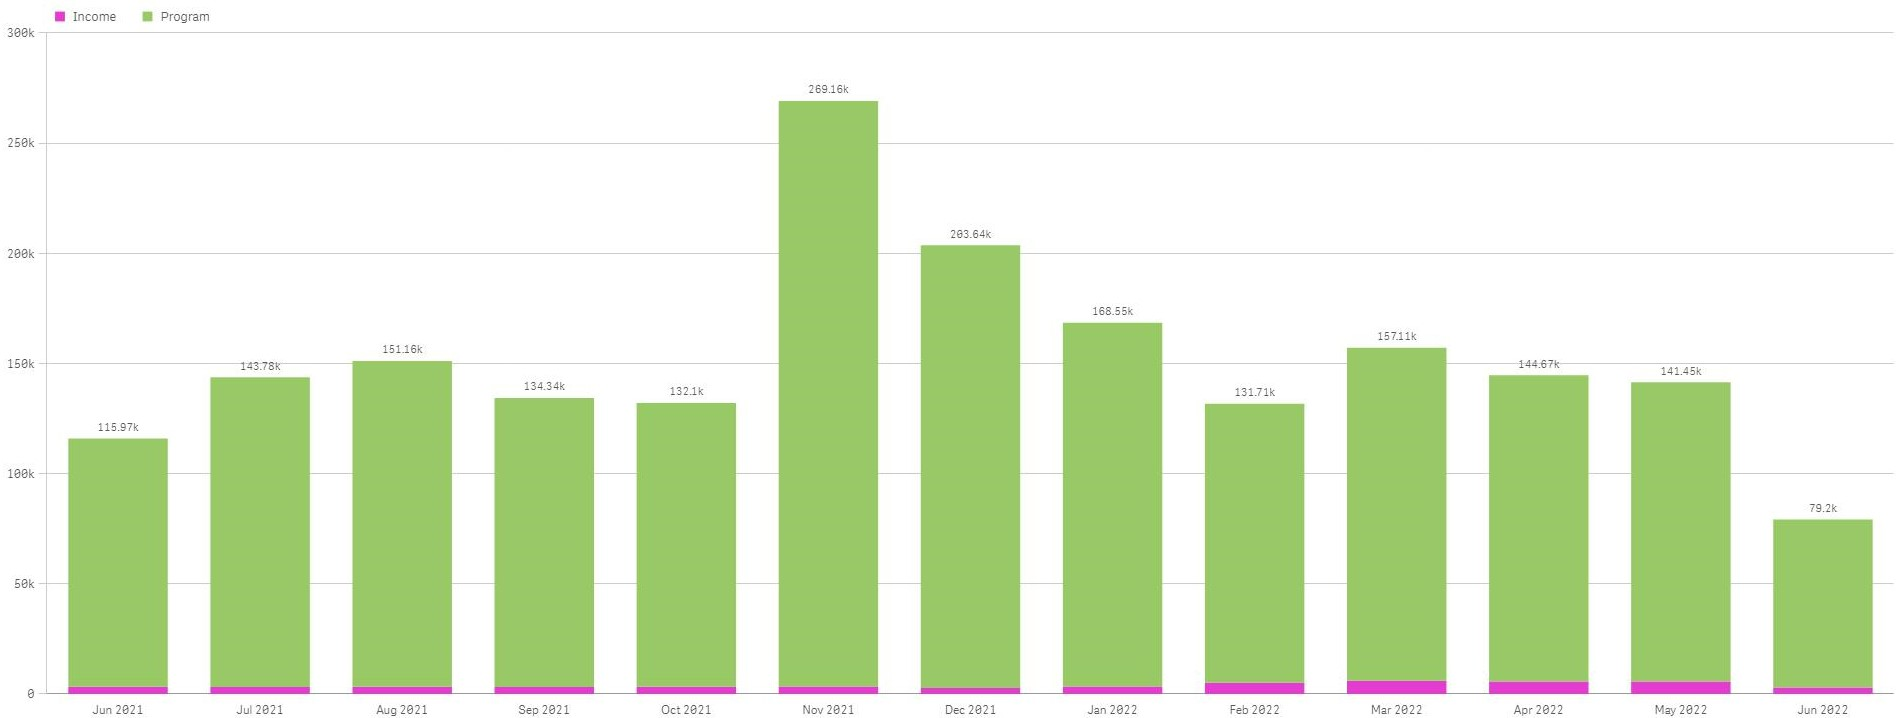 Income Program
300k
250k
200k
150k
100k
50k
0
115.97k
143.78k
151.16k
134.34k
132.1k
269.16k
203.64k
168.55k
131.71k
157.11k
144.67k
141.45k
79.2k
Jun 2021 Jul 2021 Aug 2021 Sep 2021 Oct 2021 Nov 2021 Dec 2021 Jan 2022 Feb 2022 Mar 2022 Apr 2022 May 2022 Jun 2022